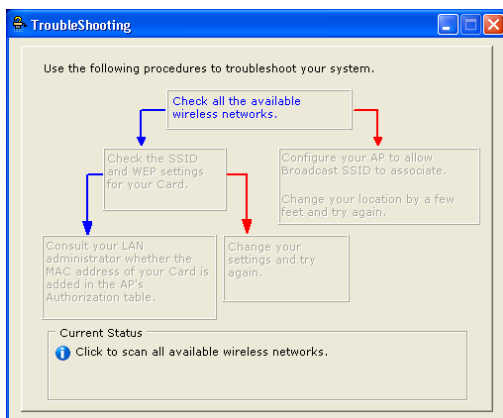 TroubleShooting
Use the following procedures to troubleshoot your system.
Check all the available
wireless networks.
Check the SSID
and WEP settings
for your Card.
Configure your AP to allow
Broadcast SSID to associate.
Change your location by a few
feet and try again.
Consult your LAN
administrator whether the
MAC address of your Card is
added in the AP's
Authorization table.
Change your
settings and try
again.
Current Status
Click to scan all available wireless networks.